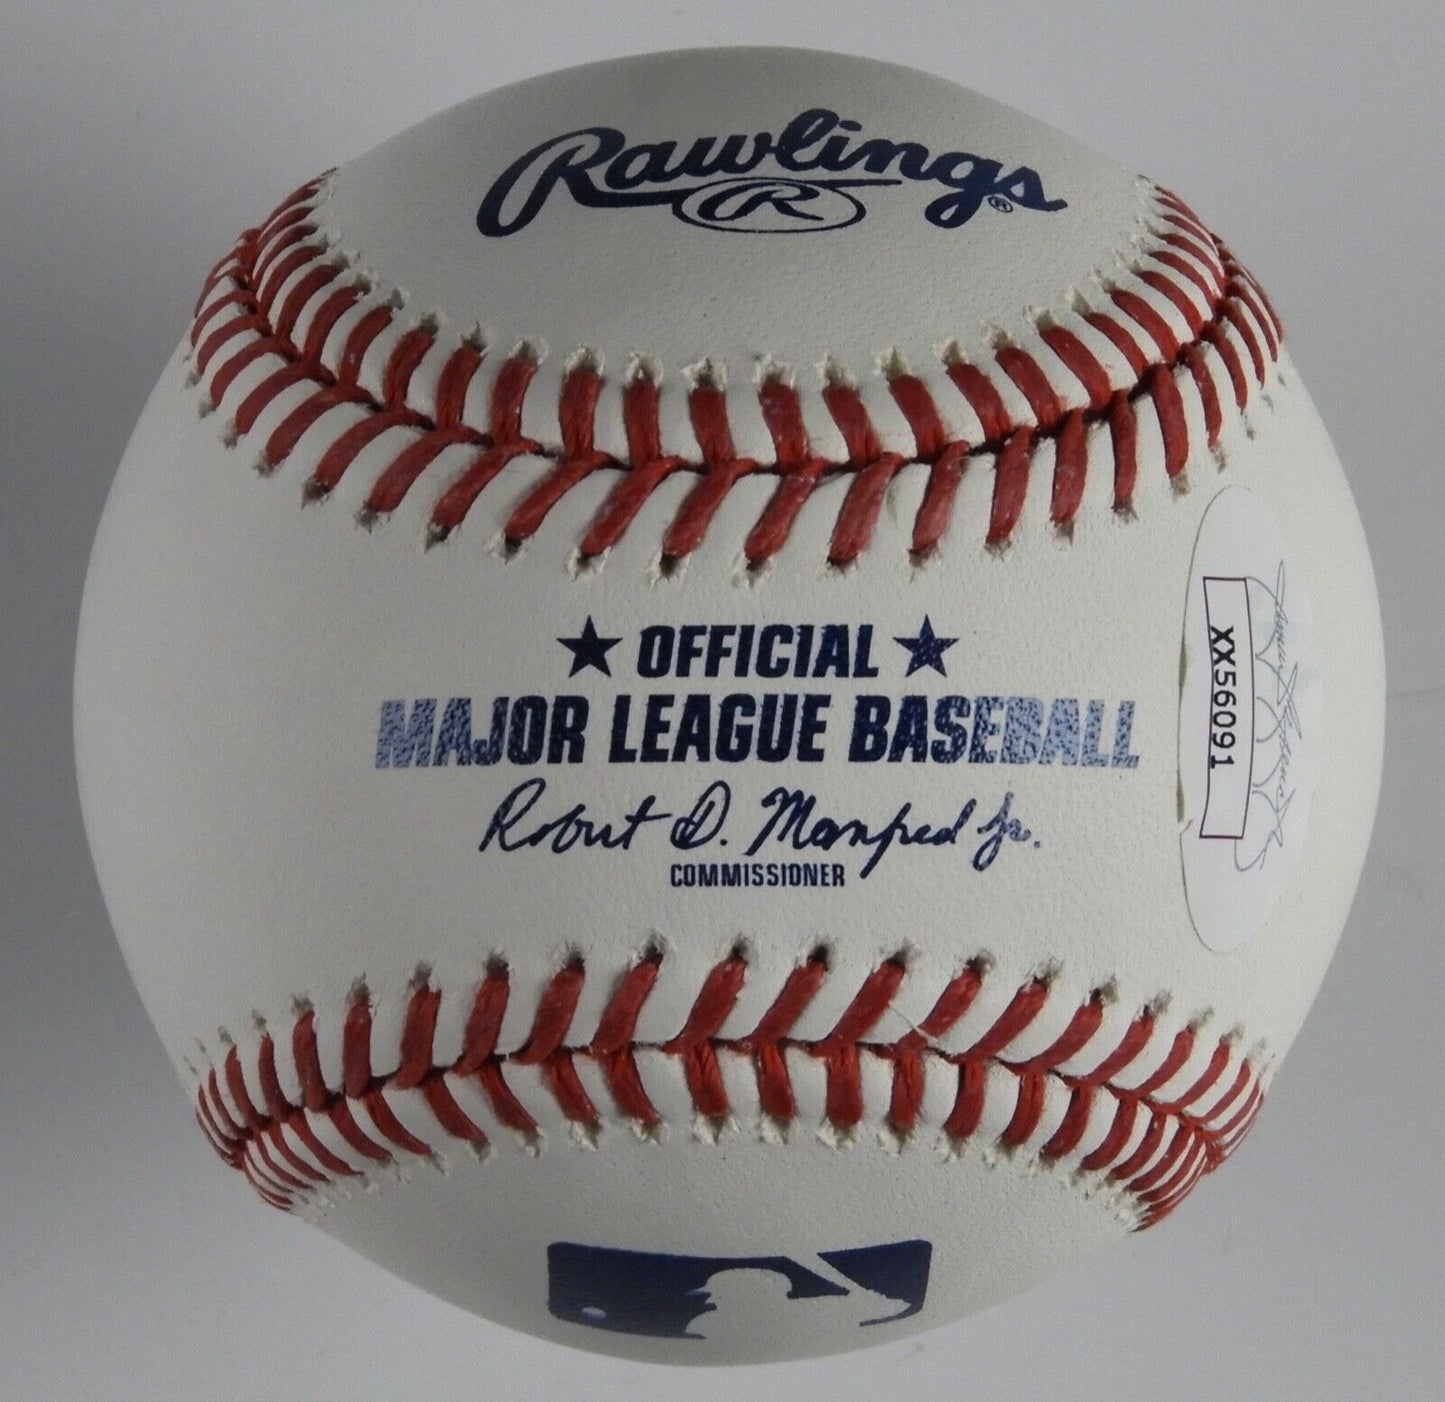 Rawlings
R ®
★ OFFICIAL ★
MAJOR LEAGUE BASEBALL
Robert D. Manfred Jr.
COMMISSIONER
XX56091